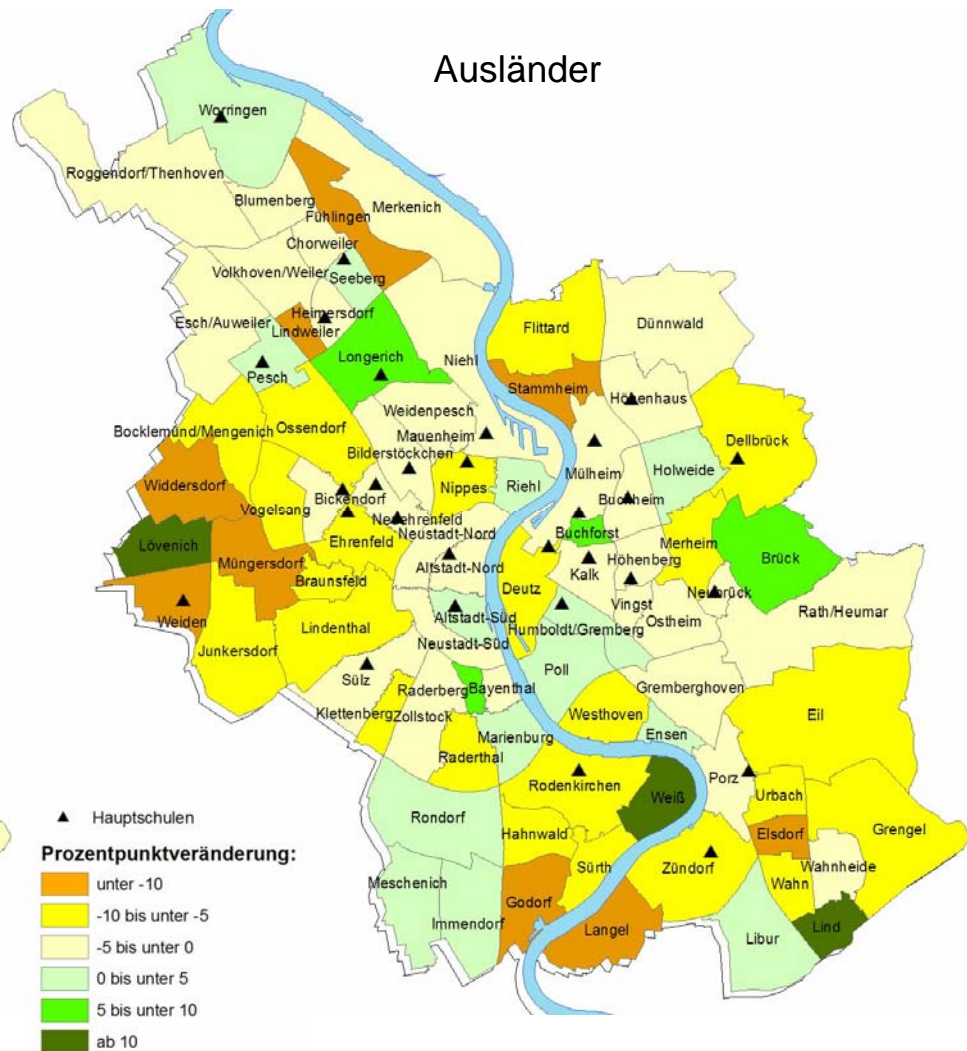 Ausländer
Worringen
Roggendorf/Thenhoven
Blumenberg
Fühlingen
Merkenich
Chorweiler
Volkhoven/Weiler
Seeberg
Heimersdorf
Esch/Auweiler
Lindweiler
Pesch
Longerich
Niehl
Flittard
Dünnwald
Stammheim
Höhenhaus
Weidenpesch
Mauenheim
Bocklemünd/Mengenich
Ossendorf
Bilderstöckchen
Dellbrück
Holweide
Mülheim
Widdersdorf
Vogelsang
Bickendorf
Nippes
Riehl
Buchheim
Neuehrenfeld
Neustadt-Nord
Ehrenfeld
Buchforst
Merheim
Lövenich
Müngersdorf
Braunsfeld
Altstadt-Nord
Deutz
Kalk
Höhenberg
Brück
Weiden
Vingst
Neubrück
Lindenthal
Altstadt-Süd
Ostheim
Rath/Heumar
Junkersdorf
Neustadt-Süd
Humboldt/Gremberg
Sülz
Poll
Raderberg
Bayenthal
Gremberghoven
Klettenberg
Zollstock
Westhoven
Eil
Marienburg
Ensen
Raderthal
Porz
Rodenkirchen
Weiß
Urbach
Rondorf
Hahnwald
Elsdorf
Grengel
Sürth
Zündorf
Wahnheide
Wahn
Meschenich
Immendorf
Godorf
Langel
Libur
Lind
▲ Hauptschulen
Prozentpunktveränderung:
unter -10
-10 bis unter -5
-5 bis unter 0
0 bis unter 5
5 bis unter 10
ab 10